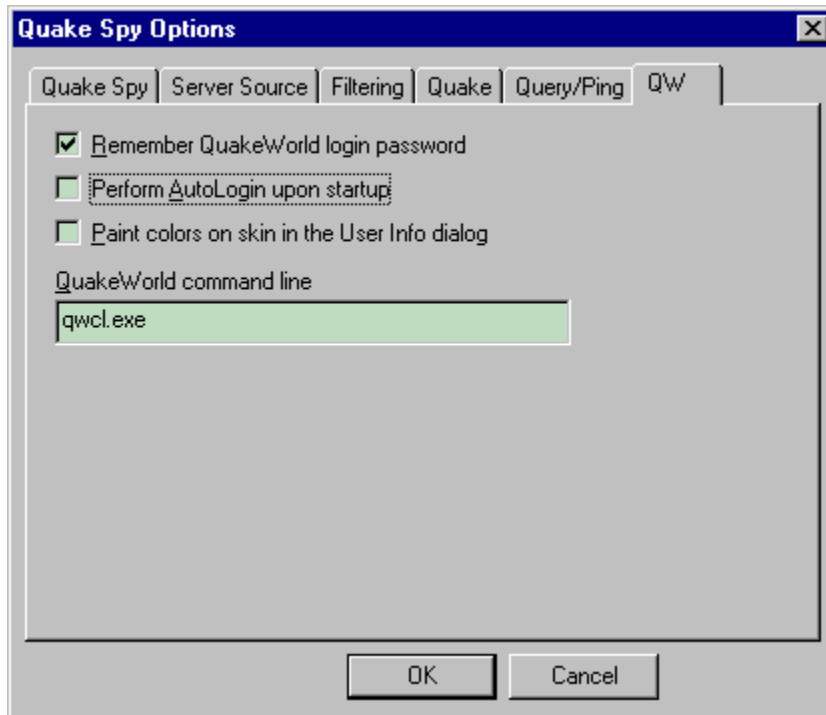 Quake Spy Options
Quake Spy Server Source Filtering Quake Query/Ping QW
Remember QuakeWorld login password
Perform AutoLogin upon startup
Paint colors on skin in the User Info dialog
QuakeWorld command line
qwcl.exe
OK Cancel